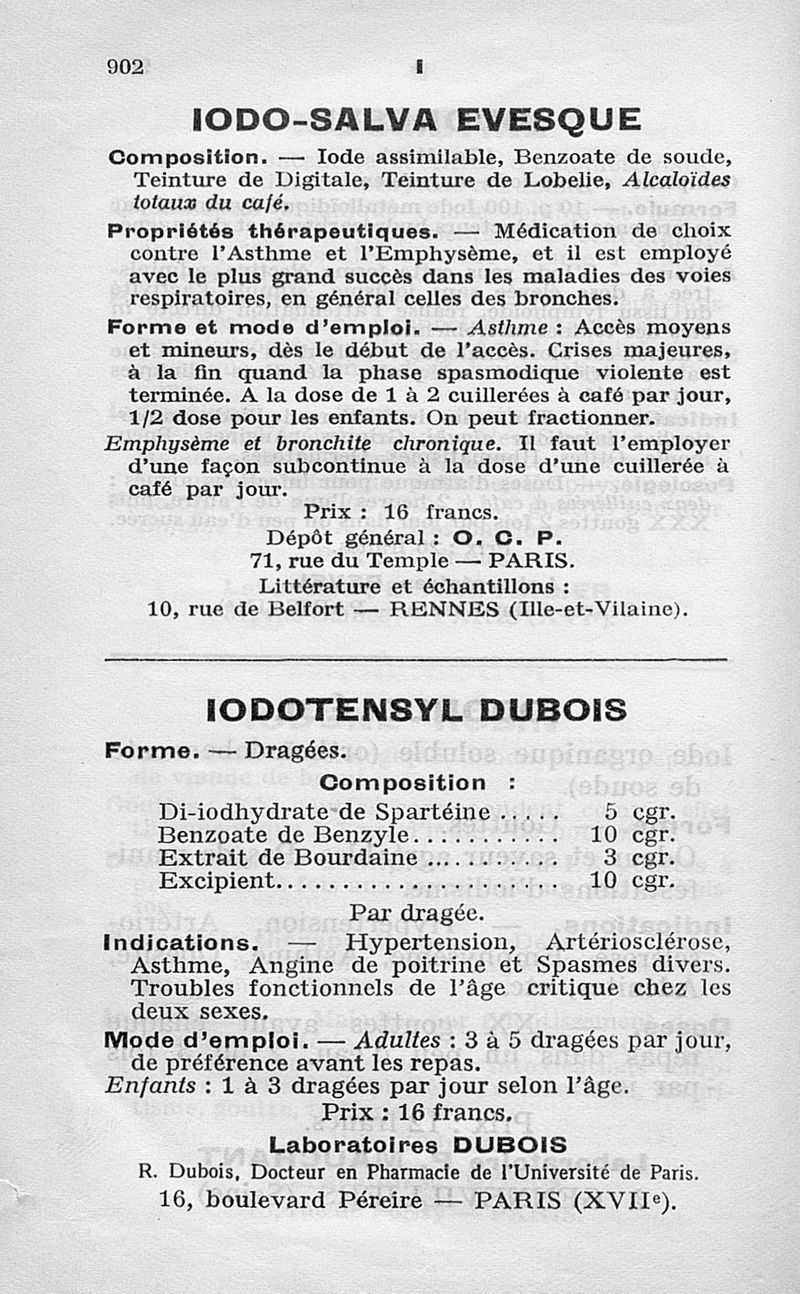 902
I
IODO-SALVA EVESQUE
Composition. — Iode assimilable, Benzoate de soude,
Teinture de Digitale, Teinture de Lobelie, Alcaloïdes
totaux du café.
Propriétés thérapeutiques. — Médication de choix
contre l'Asthme et l'Emphysème, et il est employé
avec le plus grand succès dans les maladies des voies
respiratoires, en général celles des bronches.
Forme et mode d'emploi. — Asthme : Accès moyens
et mineurs, dès le début de l'accès. Crises majeures,
à la fin quand la phase spasmodique violente est
terminée. A la dose de 1 à 2 cuillerées à café par jour,
1/2 dose pour les enfants. On peut fractionner.
Emphysème et bronchite chronique. Il faut l'employer
d'une façon subcontinue à la dose d'une cuillerée à
café par jour.
Prix : 16 francs.
Dépôt général : O. C. P.
71, rue du Temple — PARIS.
Littérature et échantillons :
10, rue de Belfort — RENNES (Ille-et-Vilaine).
IODOTENSYL DUBOIS
Forme. — Dragées.
Composition :
Di-iodhydrate de Spartéine ..... 5 cgr.
Benzoate de Benzyle............ 10 cgr.
Extrait de Bourdaine........... 3 cgr.
Excipient...................... 10 cgr.
Par dragée.
Indications. — Hypertension, Artériosclérose,
Asthme, Angine de poitrine et Spasmes divers.
Troubles fonctionnels de l'âge critique chez les
deux sexes.
Mode d'emploi. — Adultes : 3 à 5 dragées par jour,
de préférence avant les repas.
Enfants : 1 à 3 dragées par jour selon l'âge.
Prix : 16 francs.
Laboratoires DUBOIS
R. Dubois, Docteur en Pharmacie de l'Université de Paris.
16, boulevard Péreire — PARIS (XVIIe).